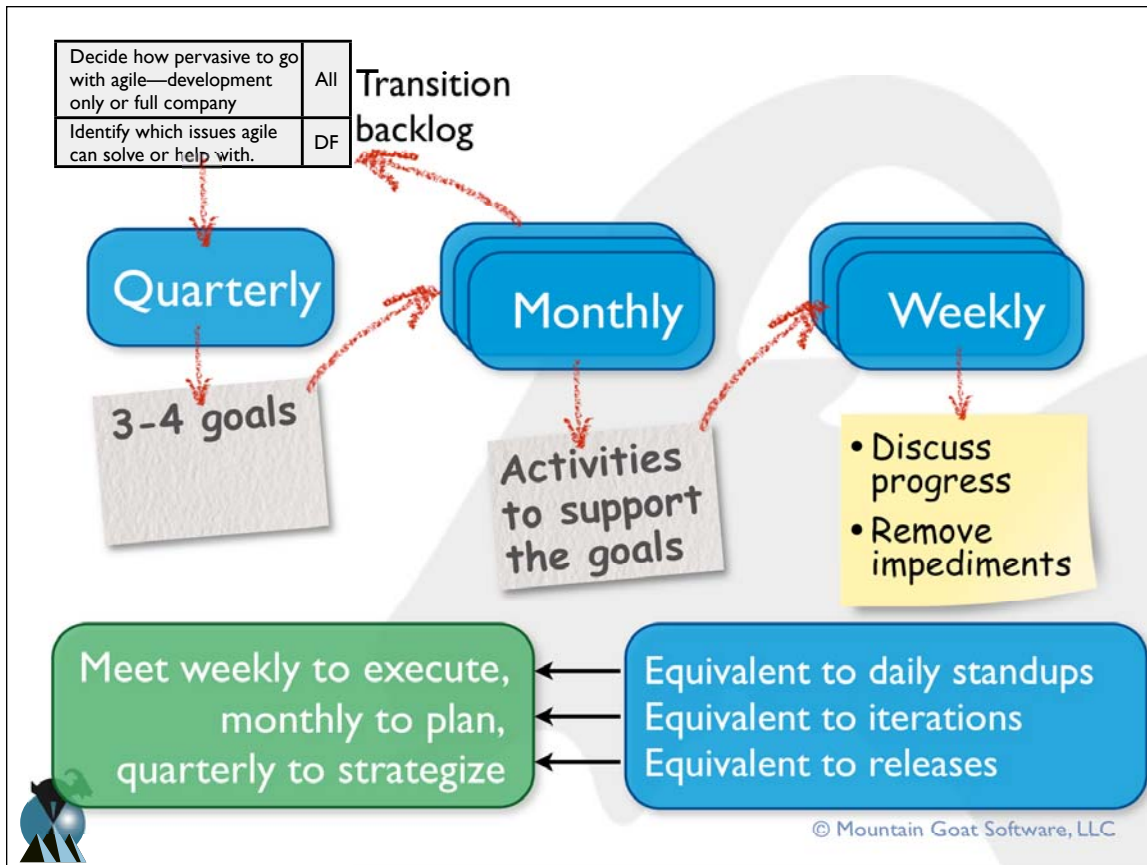 Decide how pervasive to go
with agile—development
only or full company
All
Identify which issues agile
can solve or help with.
DF
Transition
backlog
Quarterly
Monthly
Weekly
3-4 goals
Activities
to support
the goals
• Discuss
progress
• Remove
impediments
Meet weekly to execute,
monthly to plan,
quarterly to strategize
Equivalent to daily standups
Equivalent to iterations
Equivalent to releases
© Mountain Goat Software, LLC